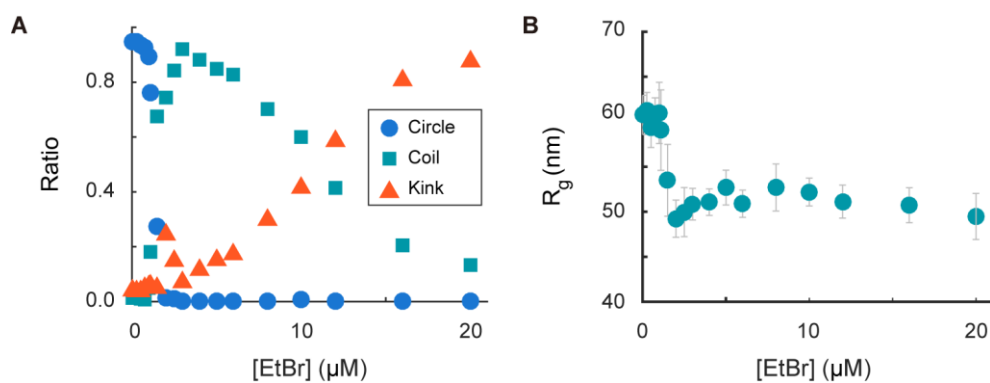 A
Ratio
0.8
0.4
0.0
0
10
20
[EtBr] (μM)
Circle
Coil
Kink
B
Rg (nm)
60
50
40
0
10
20
[EtBr] (μM)